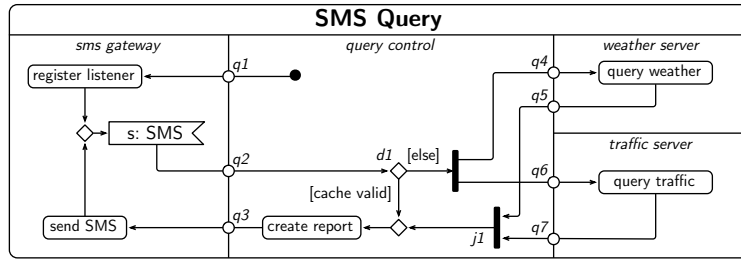 SMS Query
sms gateway
query control
weather server
register listener
q1
q4
query weather
q5
s: SMS
traffic server
q2
d1
[else]
q6
query traffic
[cache valid]
send SMS
q3
create report
j1
q7